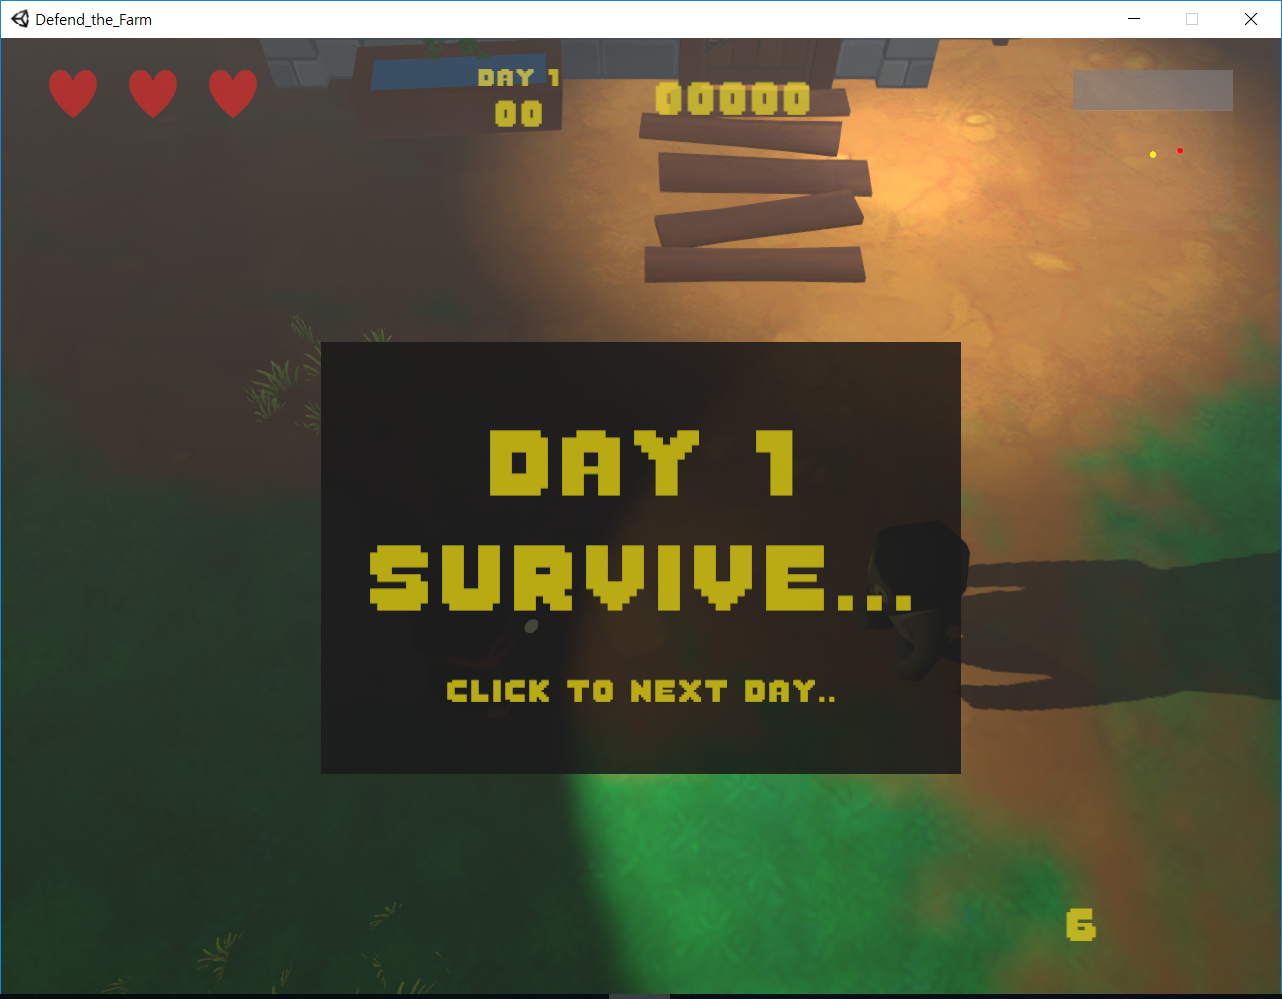 Defend_the_Farm
DAY 1
00
00000
DAY 1
SURVIVE...
CLICK TO NEXT DAY..
6